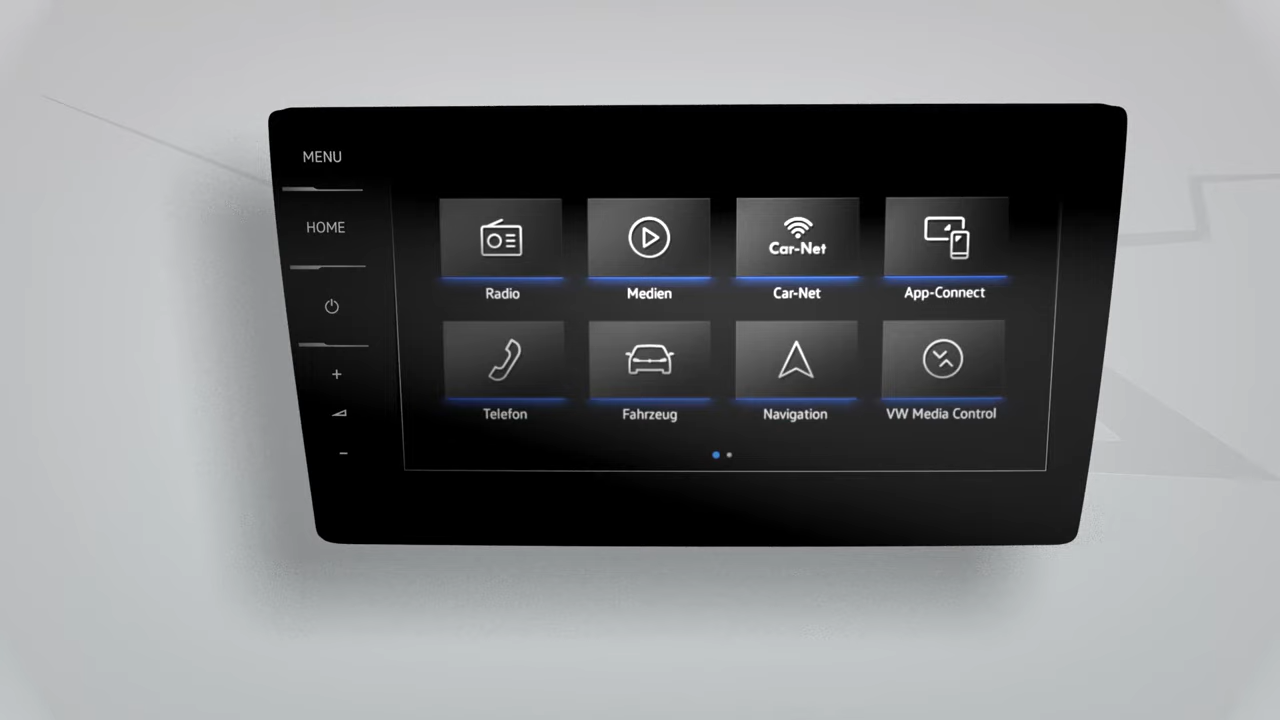 MENU
HOME
Car-Net
Radio
Medien
Car-Net
App-Connect
Telefon
Fahrzeug
Navigation
VW Media Control